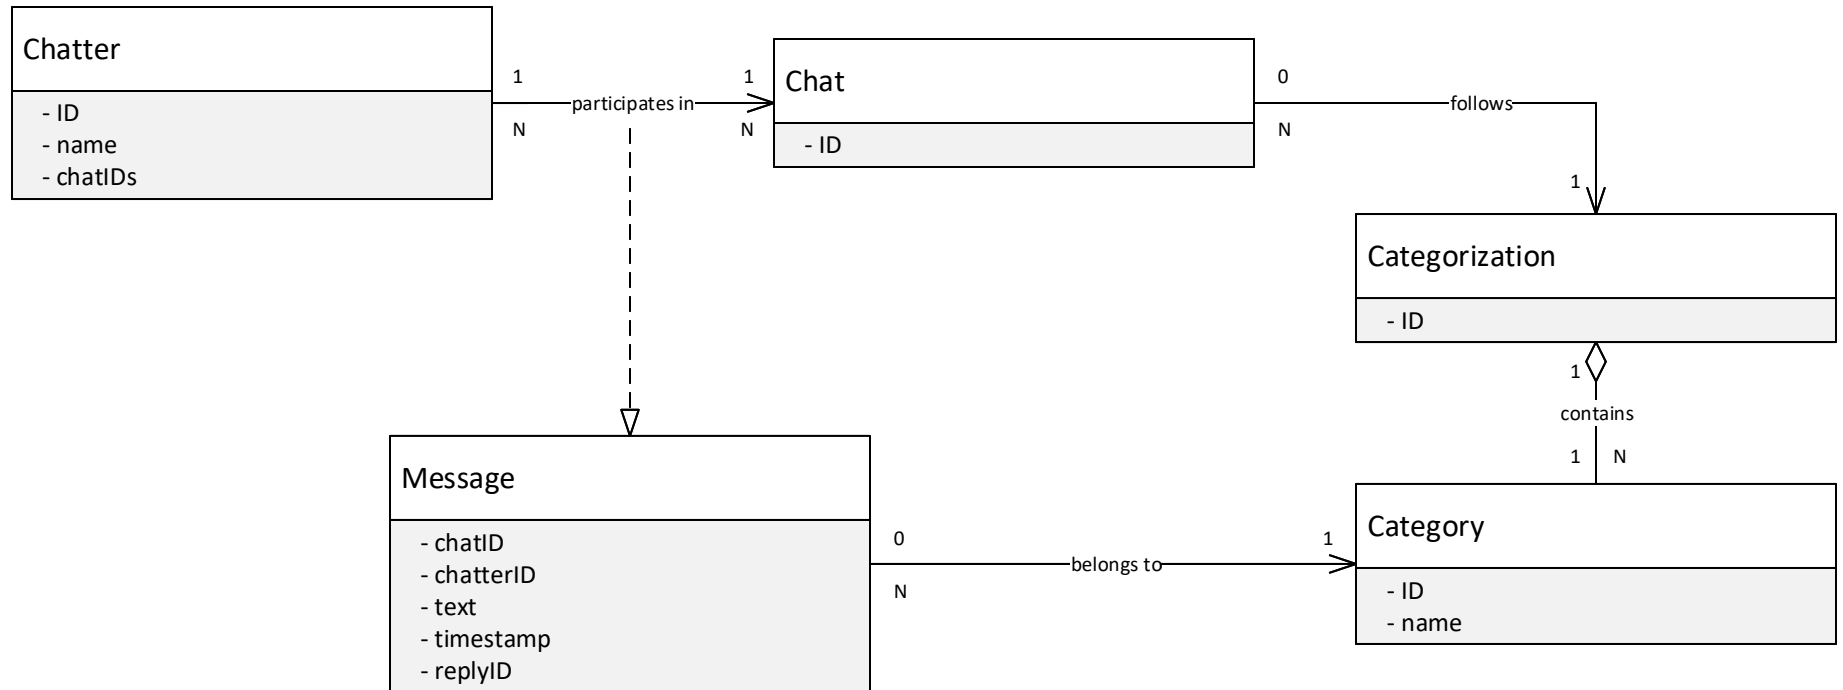 Chatter
- ID
- name
- chatIDs
1
N
participates in
1
N
Chat
- ID
0
N
follows
1
Categorization
- ID
1
contains
1
N
Message
- chatID
- chatterID
- text
- timestamp
- replyID
0
N
belongs to
1
Category
- ID
- name